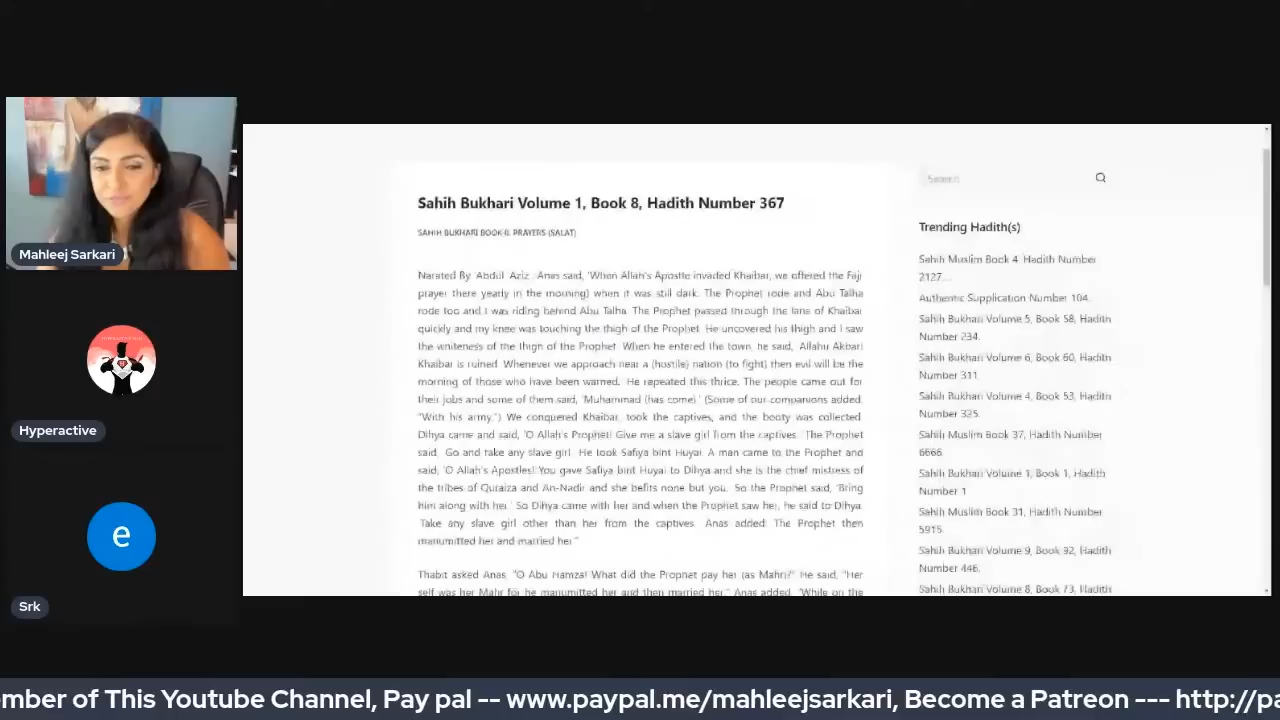 Mahleej Sarkari
Hyperactive
e
Srk
Sahih Bukhari Volume 1, Book 8, Hadith Number 367
SAHIH BUKHARI BOOK 8. PRAYERS (SALAT)
Narated By 'Abdul 'Aziz : Anas said, 'When Allah's Apostle invaded Khaibar, we offered the Fajr
prayer there yearly in the morning) when it was still dark. The Prophet rode and Abu Talha
rode too and I was riding behind Abu Talha. The Prophet passed through the lane of Khaibar
quickly and my knee was touching the thigh of the Prophet. He uncovered his thigh and I saw
the whiteness of the thigh of the Prophet. When he entered the town, he said, 'Allahu Akbar!
Khaibar is ruined. Whenever we approach near a (hostile) nation (to fight) then evil will be the
morning of those who have been warned.' He repeated this thrice. The people came out for
their jobs and some of them said, 'Muhammad (has come).' (Some of our companions added,
"With his army.") We conquered Khaibar, took the captives, and the booty was collected.
Dihya came and said, 'O Allah's Prophet! Give me a slave girl from the captives.' The Prophet
said, 'Go and take any slave girl.' He took Safiya bint Huyai. A man came to the Prophet and
said, 'O Allah's Apostles! You gave Safiya bint Huyai to Dihya and she is the chief mistress of
the tribes of Quraiza and An-Nadir and she befits none but you.' So the Prophet said, 'Bring
him along with her.' So Dihya came with her and when the Prophet saw her, he said to Dihya,
'Take any slave girl other than her from the captives.' Anas added: The Prophet then
manumitted her and married her."
Thabit asked Anas, "O Abu Hamza! What did the Prophet pay her (as Mahr)?" He said, "Her
self was her Mahr for he manumitted her and then married her." Anas added, "While on the
Search
Trending Hadith(s)
Sahih Muslim Book 4, Hadith Number
2127...
Authentic Supplication Number 104.
Sahih Bukhari Volume 5, Book 58, Hadith
Number 234.
Sahih Bukhari Volume 6, Book 60, Hadith
Number 311
Sahih Bukhari Volume 4, Book 53, Hadith
Number 325.
Sahih Muslim Book 37, Hadith Number
6666.
Sahih Bukhari Volume 1, Book 1, Hadith
Number 1
Sahih Muslim Book 31, Hadith Number
5915.
Sahih Bukhari Volume 9, Book 92, Hadith
Number 446.
Sahih Bukhari Volume 8, Book 73, Hadith
mber of This Youtube Channel, Pay pal -- www.paypal.me/mahleejsarkari, Become a Patreon --- http://pa